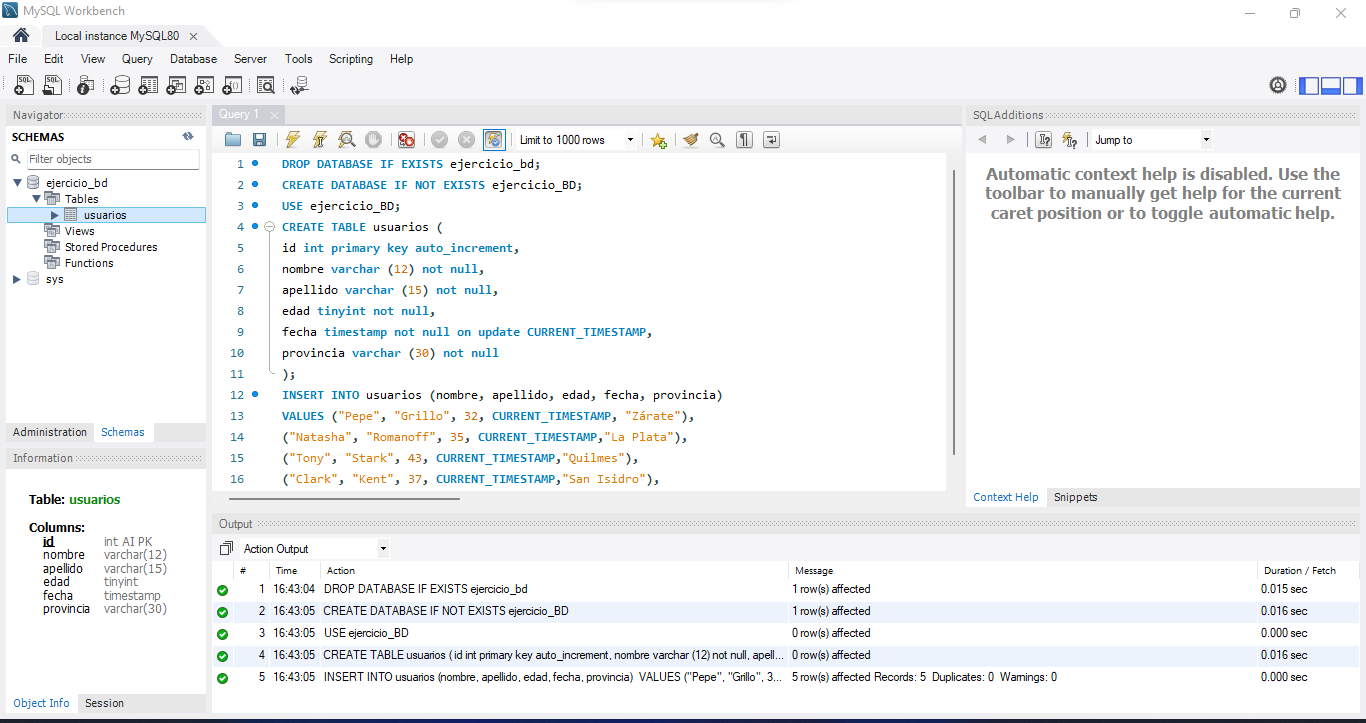 MySQL Workbench
Local instance MySQL80
File Edit View Query Database Server Tools Scripting Help
Navigator
SCHEMAS
Filter objects
ejercicio_bd
Tables
usuarios
Views
Stored Procedures
Functions
sys
Administration Schemas
Information
Table: usuarios
Columns:
id int AI PK
nombre varchar(12)
apellido varchar(15)
edad tinyint
fecha timestamp
provincia varchar(30)
Object Info Session
Query 1
Limit to 1000 rows
1 DROP DATABASE IF EXISTS ejercicio_bd;
2 CREATE DATABASE IF NOT EXISTS ejercicio_BD;
3 USE ejercicio_BD;
4 CREATE TABLE usuarios (
5 id int primary key auto_increment,
6 nombre varchar (12) not null,
7 apellido varchar (15) not null,
8 edad tinyint not null,
9 fecha timestamp not null on update CURRENT_TIMESTAMP,
10 provincia varchar (30) not null
11 );
12 INSERT INTO usuarios (nombre, apellido, edad, fecha, provincia)
13 VALUES ("Pepe", "Grillo", 32, CURRENT_TIMESTAMP, "Zárate"),
14 ("Natasha", "Romanoff", 35, CURRENT_TIMESTAMP,"La Plata"),
15 ("Tony", "Stark", 43, CURRENT_TIMESTAMP,"Quilmes"),
16 ("Clark", "Kent", 37, CURRENT_TIMESTAMP,"San Isidro"),
SQLAdditions
Jump to
Automatic context help is disabled. Use the
toolbar to manually get help for the current
caret position or to toggle automatic help.
Context Help Snippets
Output
Action Output
# Time Action Message Duration / Fetch
1 16:43:04 DROP DATABASE IF EXISTS ejercicio_bd 1 row(s) affected 0.015 sec
2 16:43:05 CREATE DATABASE IF NOT EXISTS ejercicio_BD 1 row(s) affected 0.016 sec
3 16:43:05 USE ejercicio_BD 0 row(s) affected 0.000 sec
4 16:43:05 CREATE TABLE usuarios ( id int primary key auto_increment, nombre varchar (12) not null, apell... 0 row(s) affected 0.016 sec
5 16:43:05 INSERT INTO usuarios (nombre, apellido, edad, fecha, provincia) VALUES ("Pepe", "Grillo", 3... 5 row(s) affected Records: 5 Duplicates: 0 Warnings: 0 0.000 sec